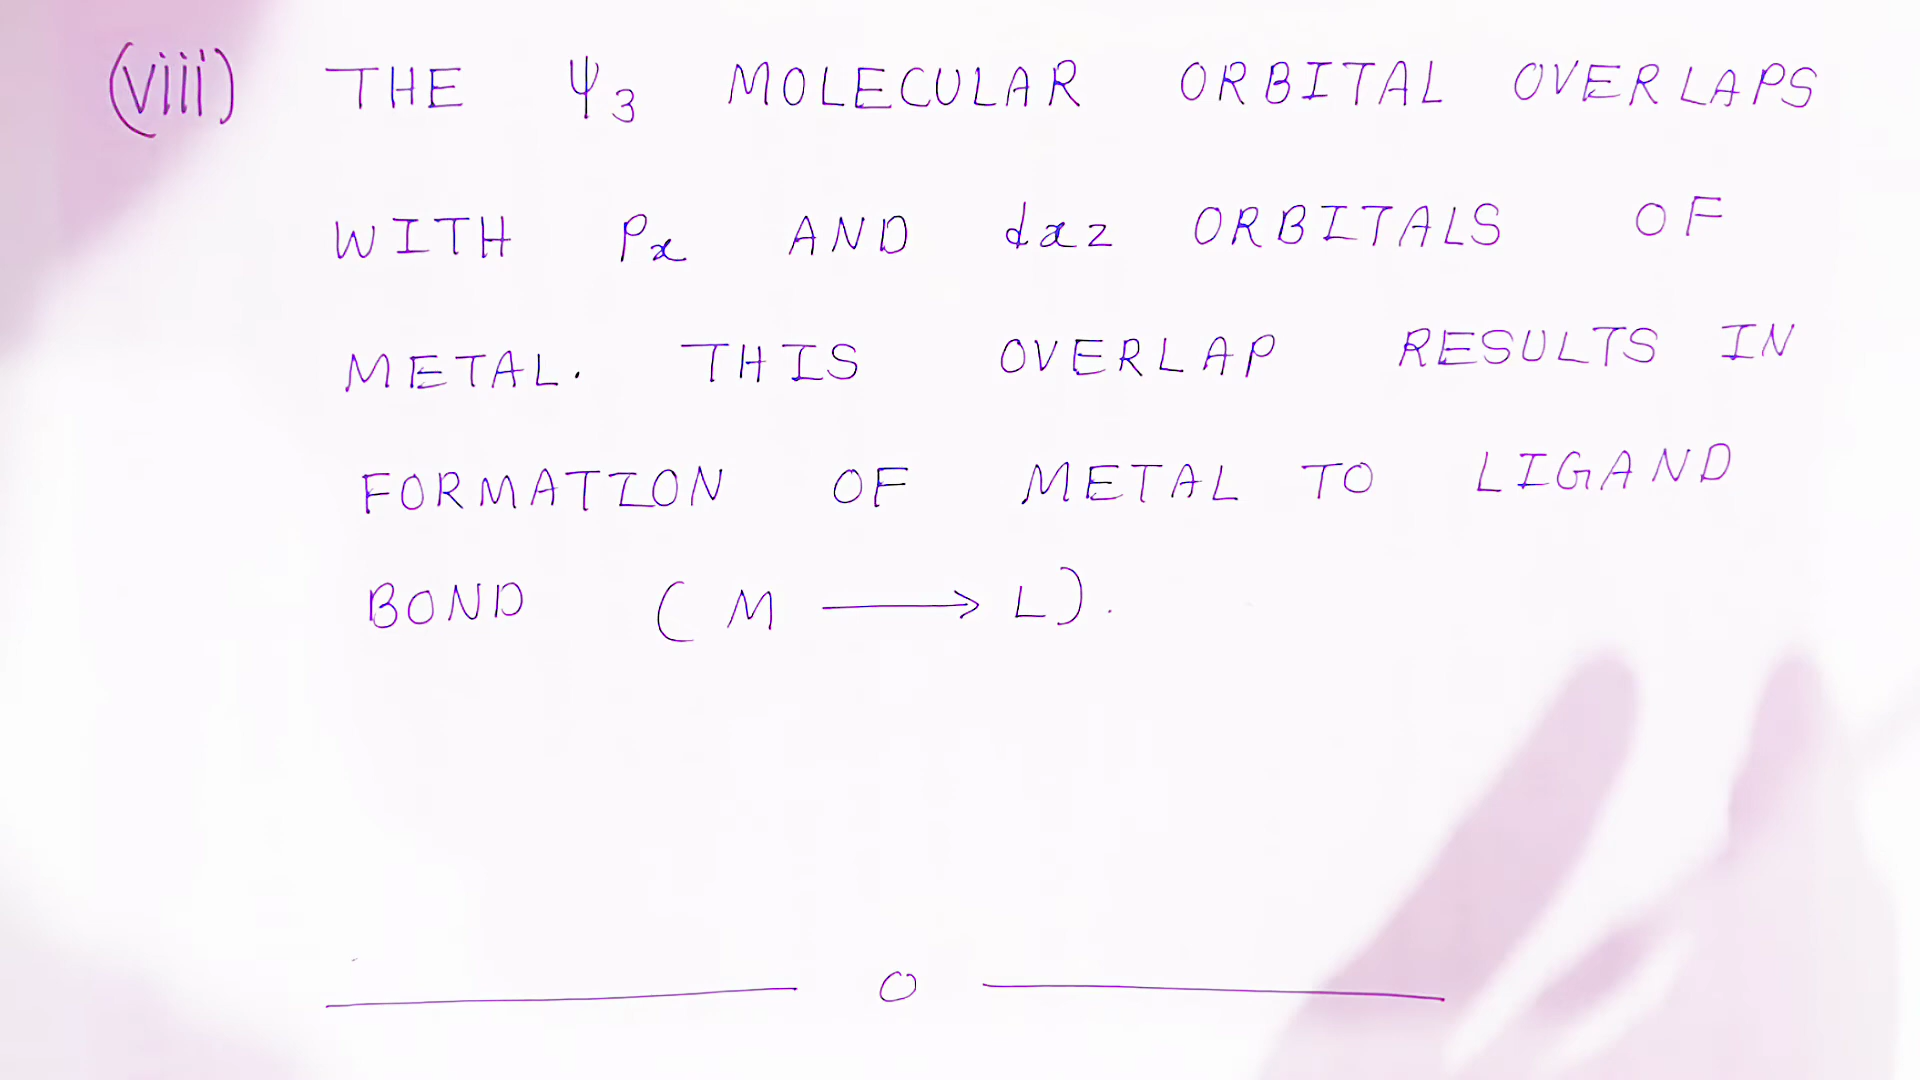 (viii) THE Ψ3 MOLECULAR ORBITAL OVERLAPS
WITH Px AND dxz ORBITALS OF
METAL. THIS OVERLAP RESULTS IN
FORMATION OF METAL TO LIGAND
BOND (M ⟶ L).
O